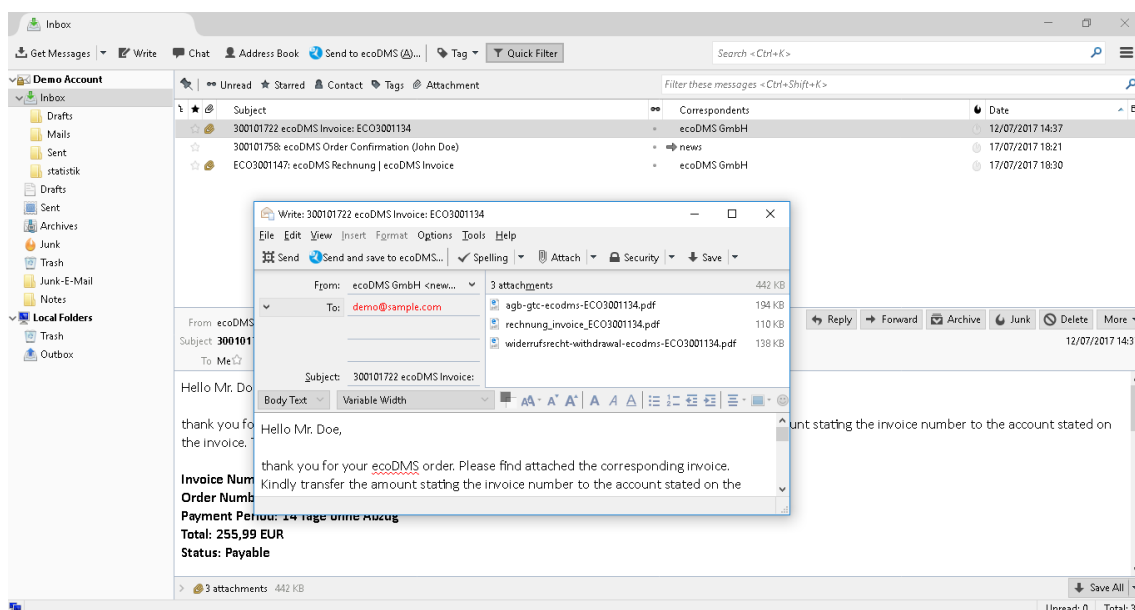 Inbox
Get Messages Write Chat Address Book Send to ecoDMS (A)... Tag Quick Filter Search <Ctrl+K>
Demo Account
Inbox
Drafts
Mails
Sent
statistik
Drafts
Sent
Archives
Junk
Trash
Junk-E-Mail
Notes
Local Folders
Trash
Outbox
Unread Starred Contact Tags Attachment Filter these messages <Ctrl+Shift+K>
Subject Correspondents Date
300101722 ecoDMS Invoice: ECO3001134 ecoDMS GmbH 12/07/2017 14:37
300101758: ecoDMS Order Confirmation (John Doe) news 17/07/2017 18:21
ECO3001147: ecoDMS Rechnung | ecoDMS Invoice ecoDMS GmbH 17/07/2017 18:30
Write: 300101722 ecoDMS Invoice: ECO3001134
File Edit View Insert Format Options Tools Help
Send Send and save to ecoDMS... Spelling Attach Security Save
From: ecoDMS GmbH <new...
To: demo@sample.com
Subject: 300101722 ecoDMS Invoice:
3 attachments 442 KB
agb-gtc-ecodms-ECO3001134.pdf 194 KB
rechnung_invoice_ECO3001134.pdf 110 KB
widerrufsrecht-withdrawal-ecodms-ECO3001134.pdf 138 KB
Body Text Variable Width
Hello Mr. Doe,
thank you for your ecoDMS order. Please find attached the corresponding invoice.
Kindly transfer the amount stating the invoice number to the account stated on the
From ecoDMS
Reply Forward Archive Junk Delete More
Subject 300101
12/07/2017 14:3
To Me
Hello Mr. Do
thank you fo unt stating the invoice number to the account stated on
the invoice.
Invoice Num
Order Numb
Payment Period: 14 Tage ohne Abzug
Total: 255,99 EUR
Status: Payable
3 attachments 442 KB Save All
Unread: 0 Total: 3